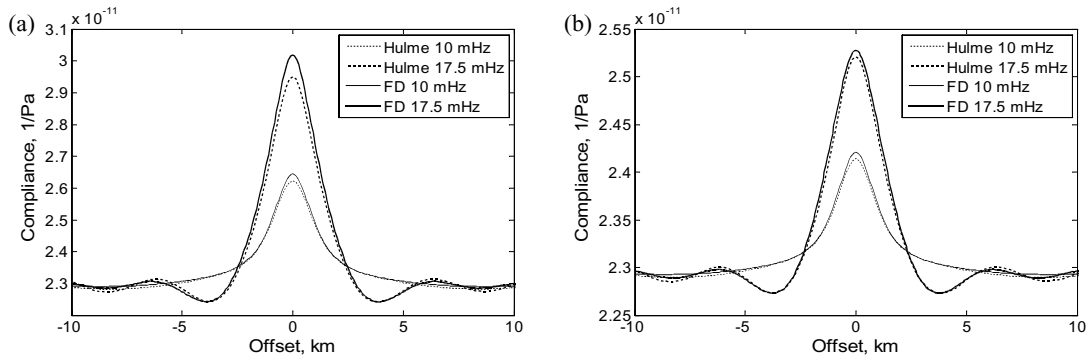 (a)
x 10⁻¹¹
3.1
3
2.9
2.8
2.7
2.6
2.5
2.4
2.3
Compliance, 1/Pa
Hulme 10 mHz
Hulme 17.5 mHz
FD 10 mHz
FD 17.5 mHz
-10
-5
0
5
10
Offset, km
(b)
x 10⁻¹¹
2.55
2.5
2.45
2.4
2.35
2.3
2.25
Compliance, 1/Pa
Hulme 10 mHz
Hulme 17.5 mHz
FD 10 mHz
FD 17.5 mHz
-10
-5
0
5
10
Offset, km